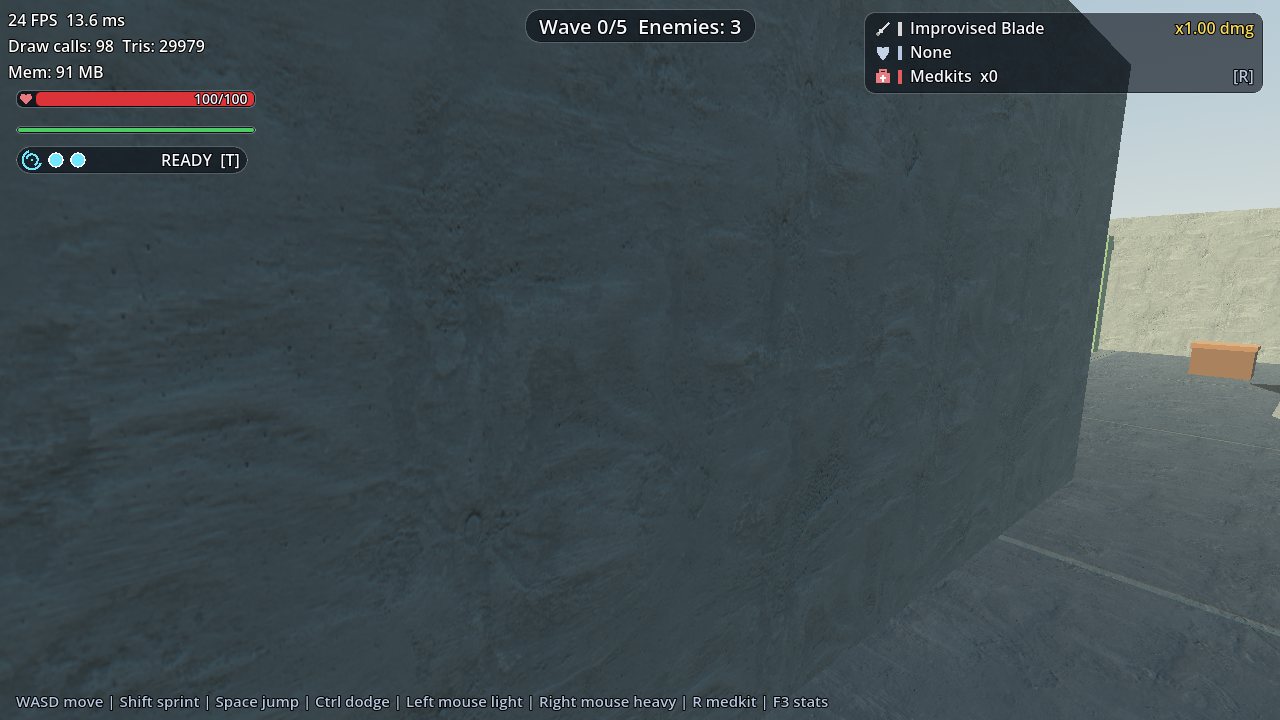 24 FPS 13.6 ms
Draw calls: 98 Tris: 29979
Mem: 91 MB
100/100
READY [T]
Wave 0/5 Enemies: 3
Improvised Blade x1.00 dmg
None
Medkits x0 [R]
WASD move | Shift sprint | Space jump | Ctrl dodge | Left mouse light | Right mouse heavy | R medkit | F3 stats